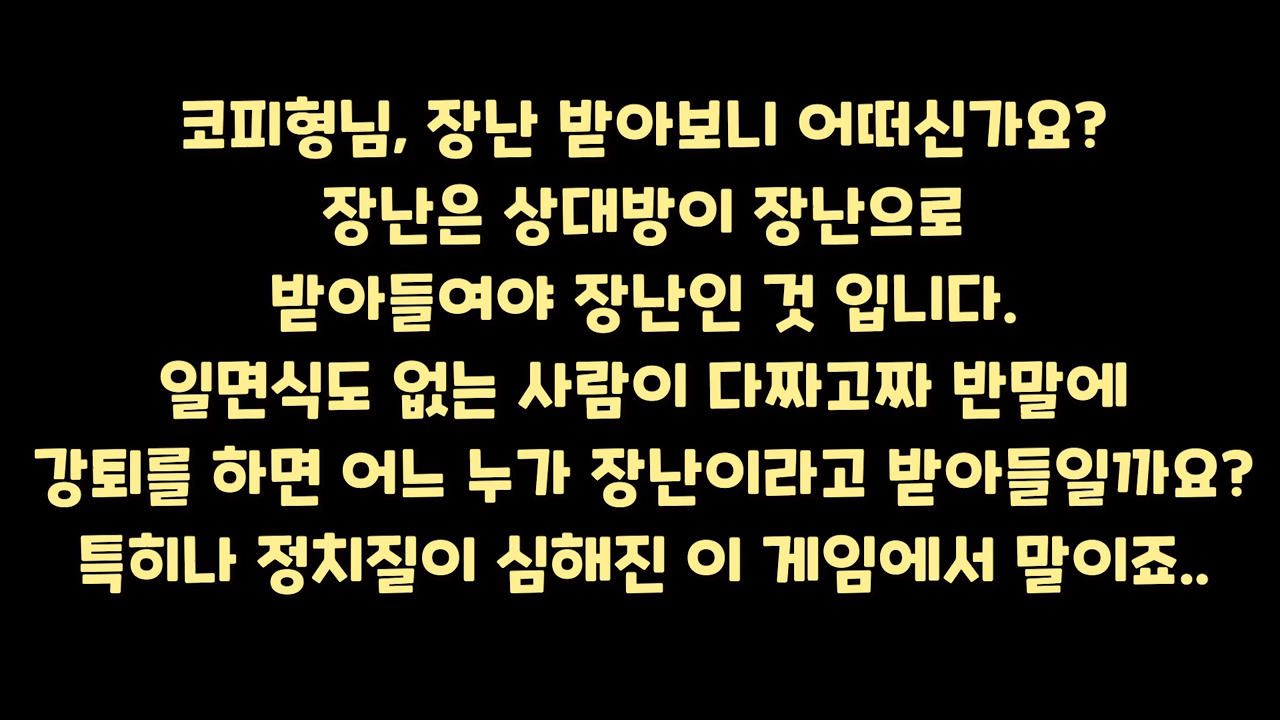 코피형님, 장난 받아보니 어떠신가요?
장난은 상대방이 장난으로
받아들여야 장난인 것 입니다.
일면식도 없는 사람이 다짜고짜 반말에
강퇴를 하면 어느 누가 장난이라고 받아들일까요?
특히나 정치질이 심해진 이 게임에서 말이죠..